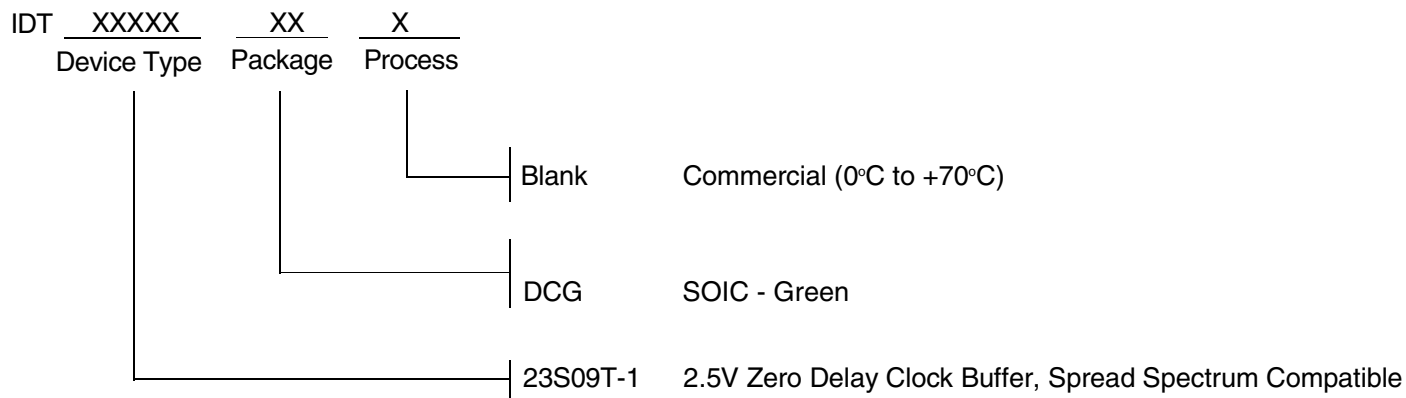 IDT XXXXX XX X
Device Type Package Process
Blank Commercial (0°C to +70°C)
DCG SOIC - Green
23S09T-1 2.5V Zero Delay Clock Buffer, Spread Spectrum Compatible